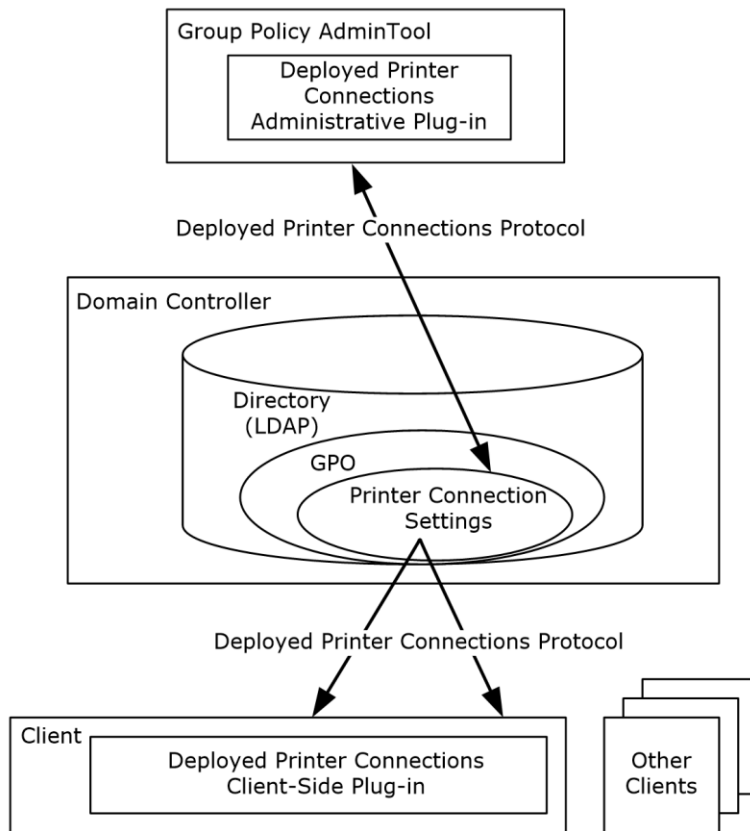 Group Policy AdminTool
Deployed Printer
Connections
Administrative Plug-in
Deployed Printer Connections Protocol
Domain Controller
Directory
(LDAP)
GPO
Printer Connection
Settings
Deployed Printer Connections Protocol
Client
Deployed Printer Connections
Client-Side Plug-in
Other
Clients